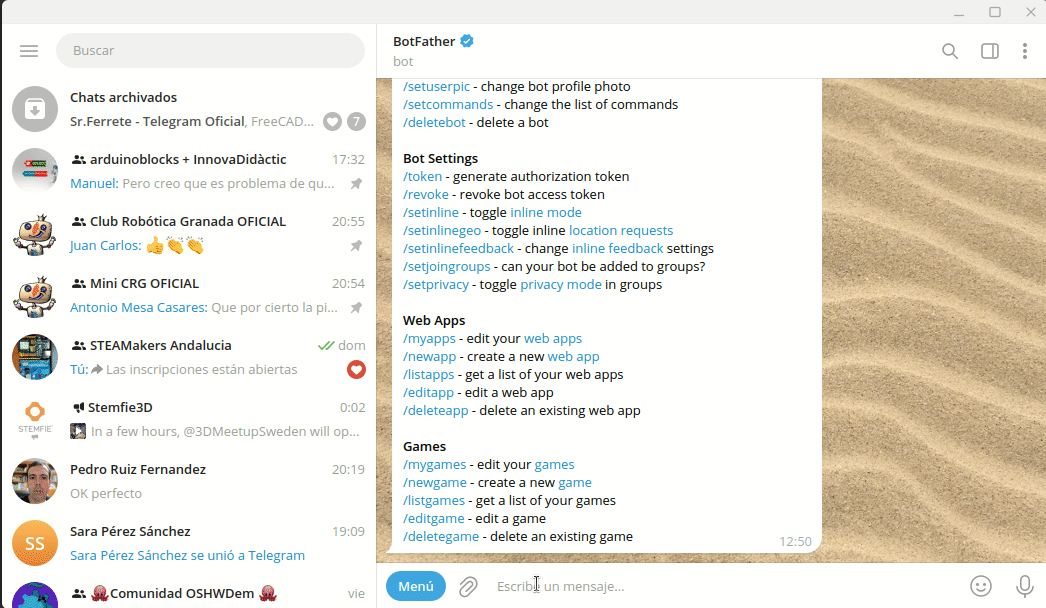 Buscar
Chats archivados
Sr.Ferrete - Telegram Oficial, FreeCAD...
7
arduinoblocks + InnovaDidàctic
17:32
Manuel: Pero creo que es problema de qu...
Club Robótica Granada OFICIAL
20:55
Juan Carlos: 👍👏👏
Mini CRG OFICIAL
20:54
Antonio Mesa Casares: Que por cierto la pi...
STEAMakers Andalucia
dom
Tú: Las inscripciones están abiertas
STEMFIE
Stemfie3D
0:02
In a few hours, @3DMeetupSweden will op...
Pedro Ruiz Fernandez
20:19
OK perfecto
SS
Sara Pérez Sánchez
19:09
Sara Pérez Sánchez se unió a Telegram
🐙Comunidad OSHWDem 🐙
vie
BotFather
bot
/setuserpic - change bot profile photo
/setcommands - change the list of commands
/deletebot - delete a bot
Bot Settings
/token - generate authorization token
/revoke - revoke bot access token
/setinline - toggle inline mode
/setinlinegeo - toggle inline location requests
/setinlinefeedback - change inline feedback settings
/setjoingroups - can your bot be added to groups?
/setprivacy - toggle privacy mode in groups
Web Apps
/myapps - edit your web apps
/newapp - create a new web app
/listapps - get a list of your web apps
/editapp - edit a web app
/deleteapp - delete an existing web app
Games
/mygames - edit your games
/newgame - create a new game
/listgames - get a list of your games
/editgame - edit a game
/deletegame - delete an existing game
12:50
Menú
Escribir un mensaje...